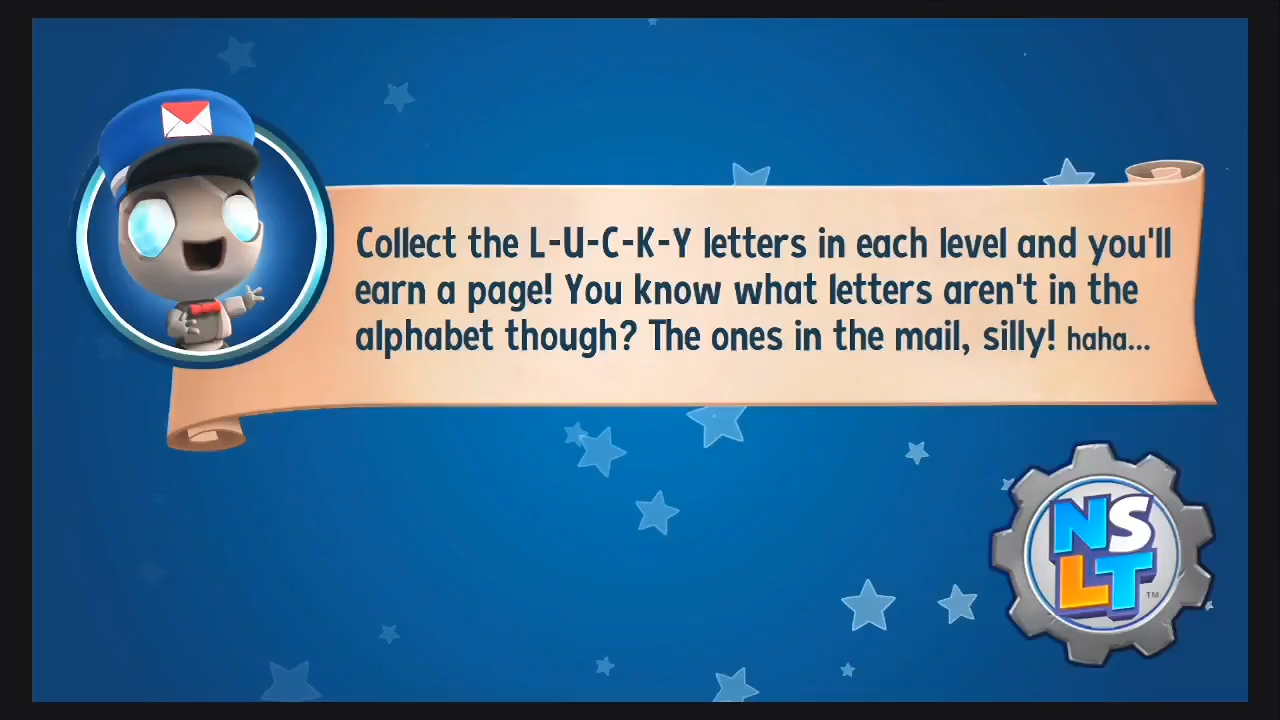 Collect the L-U-C-K-Y letters in each level and you'll
earn a page! You know what letters aren't in the
alphabet though? The ones in the mail, silly! haha...
NS
LT
TM